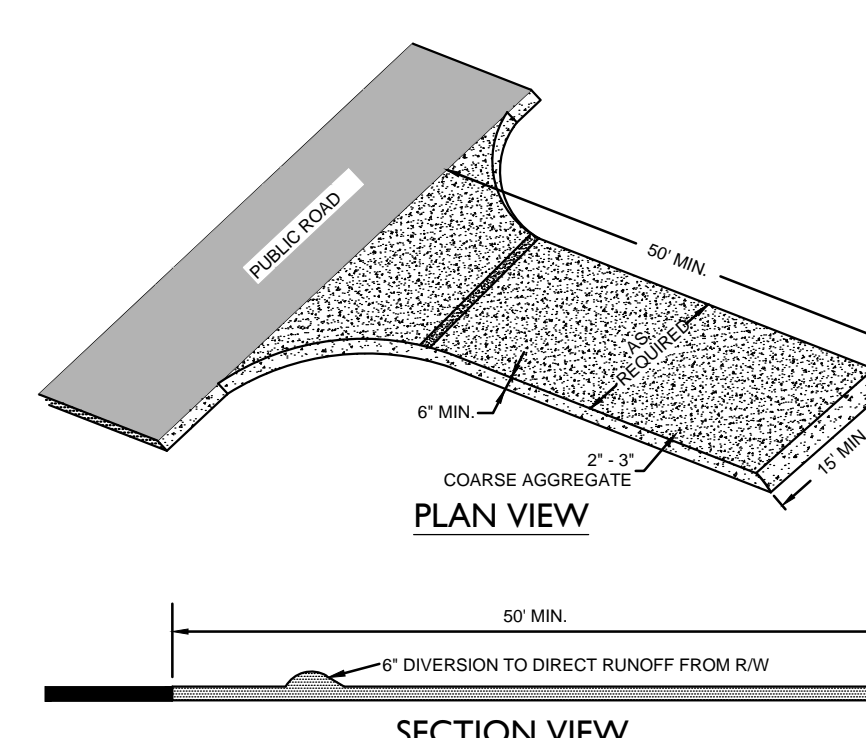 PUBLIC ROAD
50' MIN.
AS
REQUIRED
6" MIN.
2" - 3"
COARSE AGGREGATE
15' MIN.
PLAN VIEW
50' MIN.
6" DIVERSION TO DIRECT RUNOFF FROM R/W
SECTION VIEW